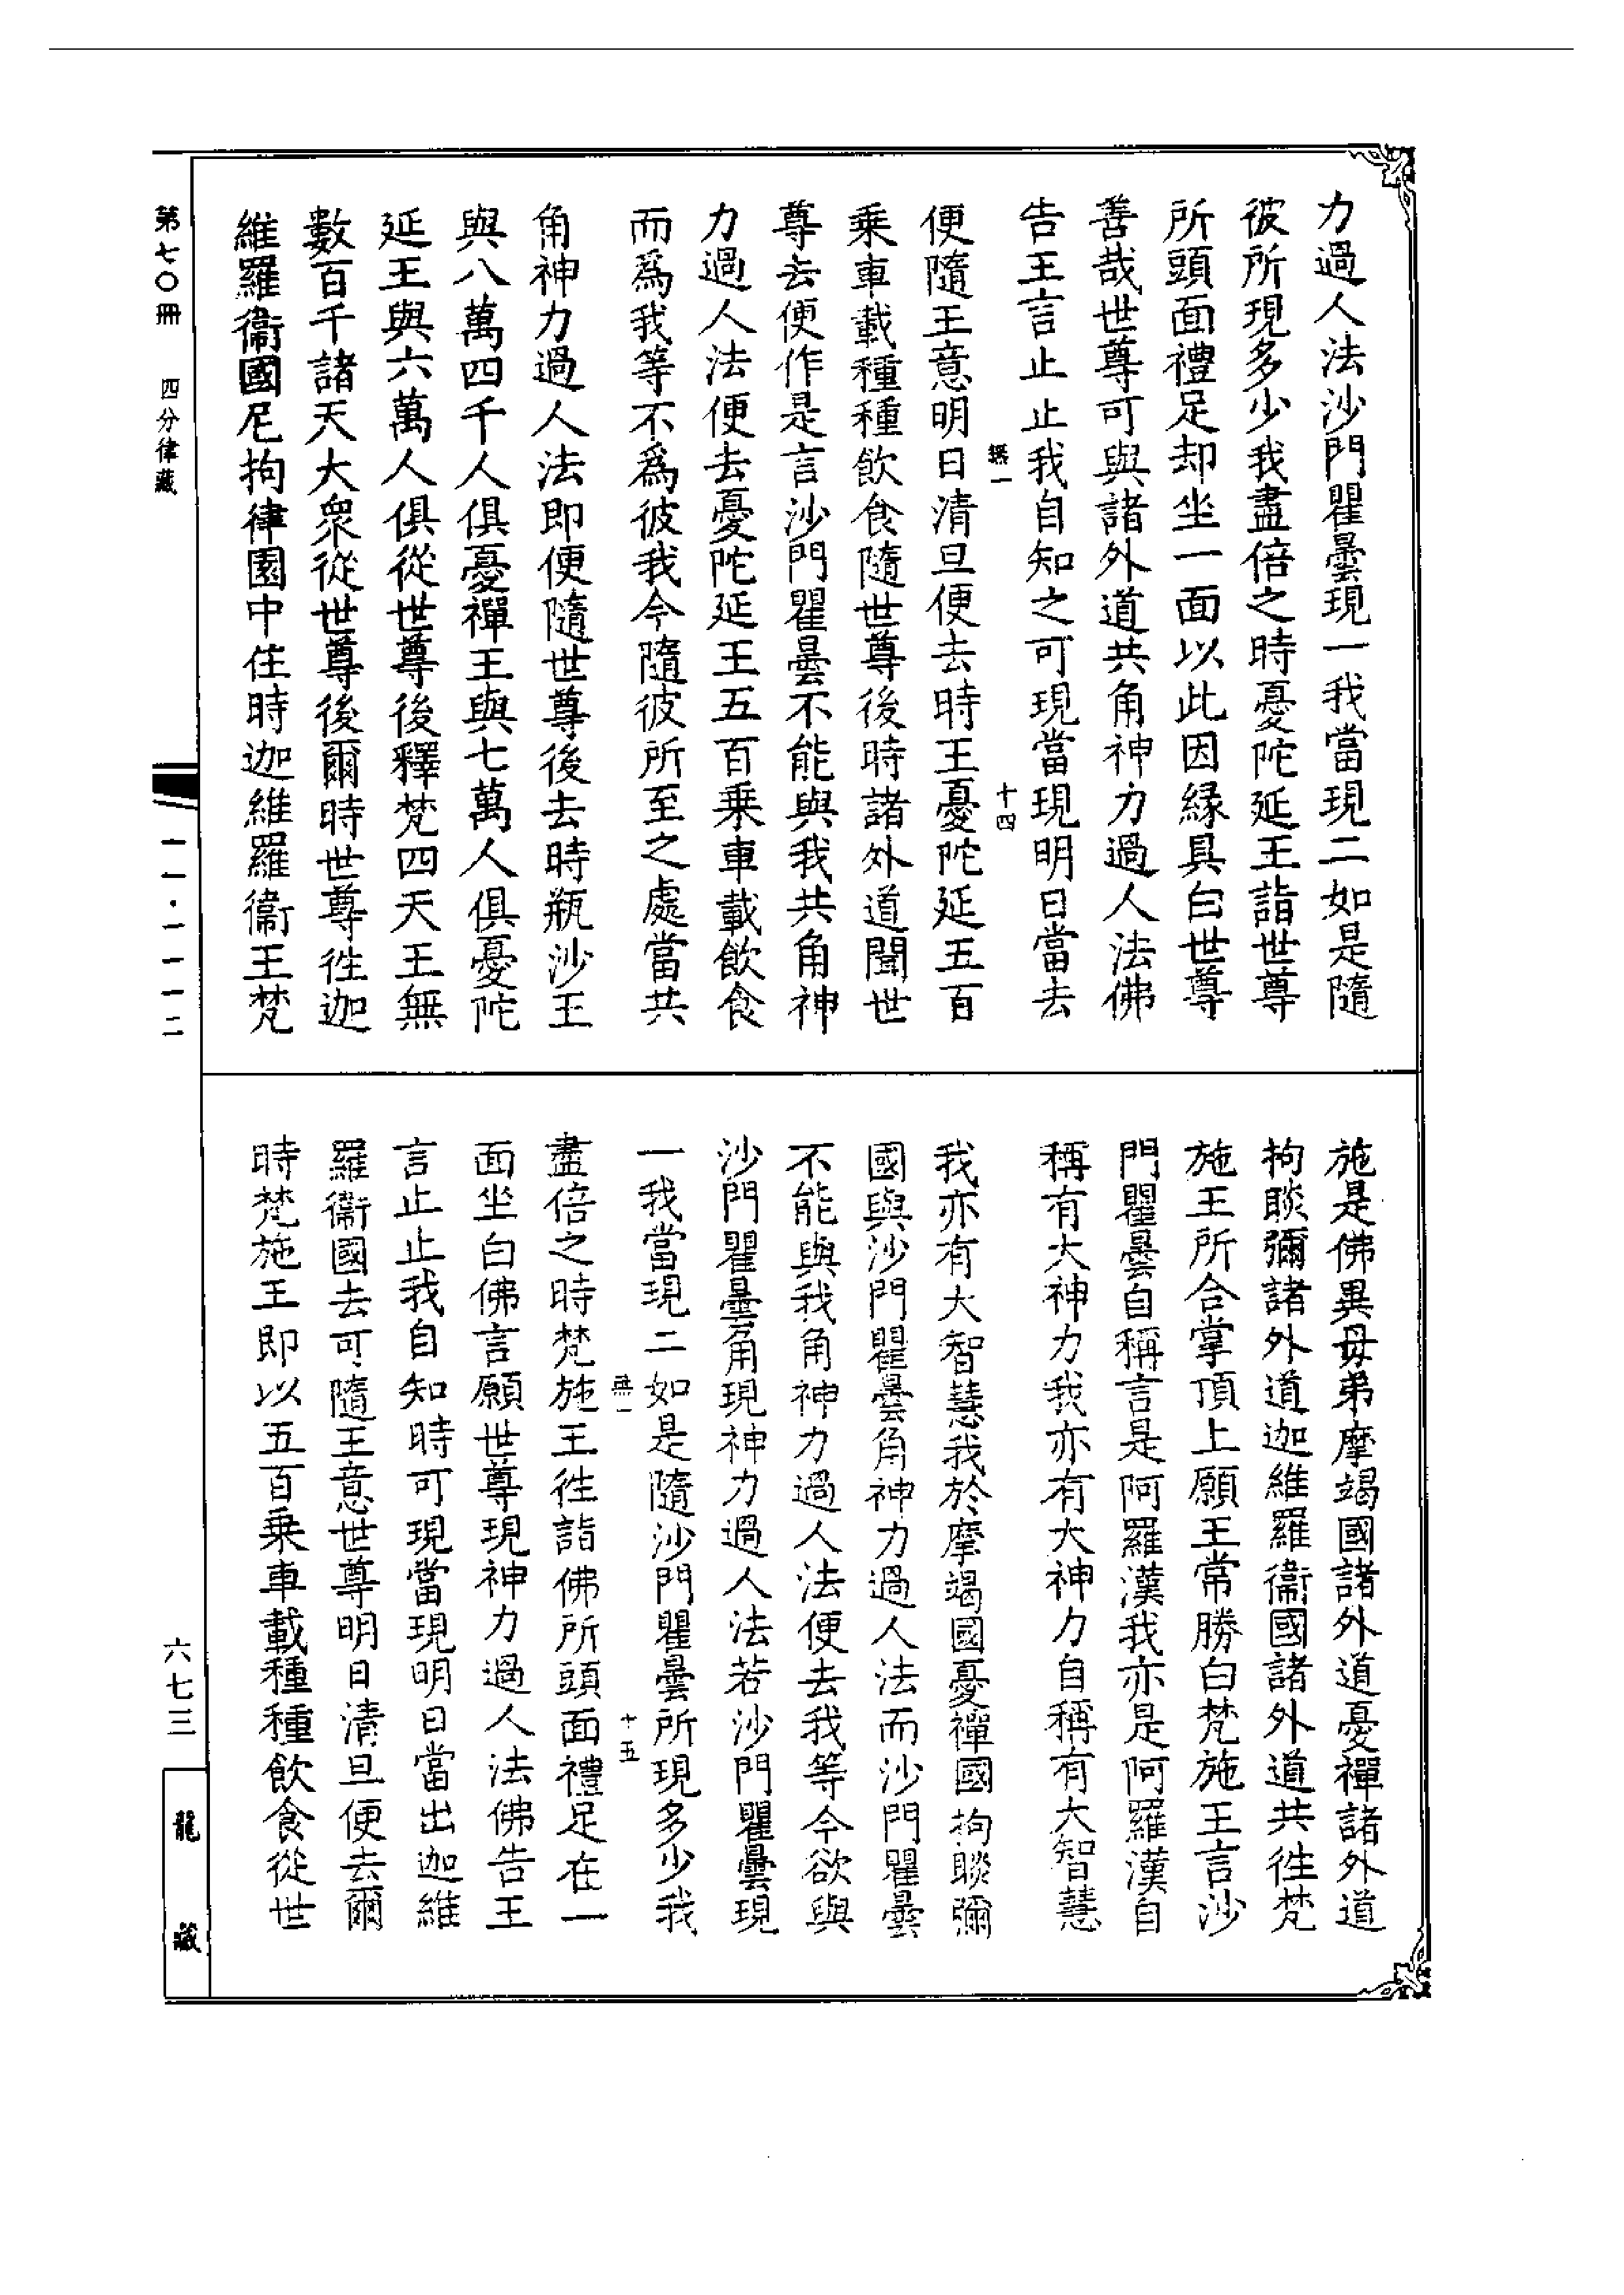 力過人法沙門瞿曇現一我當現二如是隨
彼所現多少我盡倍之時憂陀延王詣世尊
所頭面禮足却坐一面以此因緣具白世尊
善哉世尊可與諸外道共角神力過人法佛
告王言止止我自知之可現當現明日當去
便隨王意明日清旦便去時王憂陀延五百
乗車載種種飲食隨世尊後時諸外道聞世
尊去便作是言沙門瞿曇不能與我共角神
力過人法便去憂陀延王五百乗車載飲食
而爲我等不爲彼我今隨彼所至之處當共
角神力過人法即便隨世尊後去時瓶沙王
與八萬四千人俱憂禪王與七萬人俱憂陀
延王與六萬人俱從世尊後釋梵四天王無
數百千諸天大衆從世尊後爾時世尊徃迦
維羅衞國尼拘律園中住時迦維羅衞王梵
十四
施是佛異母弟摩竭國諸外道憂禪諸外道
拘睒彌諸外道迦維羅衞國諸外道共徃梵
施王所合掌頂上願王常勝白梵施王言沙
門瞿曇自稱言是阿羅漢我亦是阿羅漢自
稱有大神力我亦有大神力自稱有大智慧
我亦有大智慧我於摩竭國憂禪國拘睒彌
國與沙門瞿曇角神力過人法而沙門瞿曇
不能與我角神力過人法便去我等今欲與
沙門瞿曇角現神力過人法若沙門瞿曇現
一我當現二如是隨沙門瞿曇所現多少我
盡倍之時梵施王徃詣佛所頭面禮足在一
面坐白佛言願世尊現神力過人法佛告王
言止止我自知時可現當現明日當出迦維
羅衞國去可隨王意世尊明日清旦便去爾
時梵施王即以五百乗車載種種飲食從世
十五
第七〇冊 四分律藏
一一·一一一二
六七三
龍藏